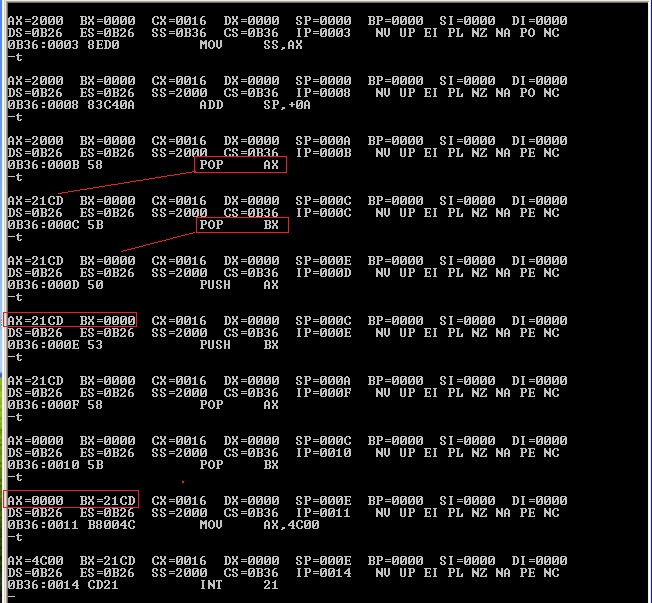 AX=2000 BX=0000 CX=0016 DX=0000 SP=0000 BP=0000 SI=0000 DI=0000
DS=0B26 ES=0B26 SS=0B36 CS=0B36 IP=0003 NV UP EI PL NZ NA PO NC
0B36:0003 8ED0 MOV SS,AX
-t
AX=2000 BX=0000 CX=0016 DX=0000 SP=0000 BP=0000 SI=0000 DI=0000
DS=0B26 ES=0B26 SS=2000 CS=0B36 IP=0008 NV UP EI PL NZ NA PO NC
0B36:0008 83C40A ADD SP,+0A
-t
AX=2000 BX=0000 CX=0016 DX=0000 SP=000A BP=0000 SI=0000 DI=0000
DS=0B26 ES=0B26 SS=2000 CS=0B36 IP=000B NV UP EI PL NZ NA PE NC
0B36:000B 58 POP AX
-t
AX=21CD BX=0000 CX=0016 DX=0000 SP=000C BP=0000 SI=0000 DI=0000
DS=0B26 ES=0B26 SS=2000 CS=0B36 IP=000C NV UP EI PL NZ NA PE NC
0B36:000C 5B POP BX
-t
AX=21CD BX=0000 CX=0016 DX=0000 SP=000E BP=0000 SI=0000 DI=0000
DS=0B26 ES=0B26 SS=2000 CS=0B36 IP=000D NV UP EI PL NZ NA PE NC
0B36:000D 50 PUSH AX
-t
AX=21CD BX=0000 CX=0016 DX=0000 SP=000C BP=0000 SI=0000 DI=0000
DS=0B26 ES=0B26 SS=2000 CS=0B36 IP=000E NV UP EI PL NZ NA PE NC
0B36:000E 53 PUSH BX
-t
AX=21CD BX=0000 CX=0016 DX=0000 SP=000A BP=0000 SI=0000 DI=0000
DS=0B26 ES=0B26 SS=2000 CS=0B36 IP=000F NV UP EI PL NZ NA PE NC
0B36:000F 58 POP AX
-t
AX=0000 BX=0000 CX=0016 DX=0000 SP=000C BP=0000 SI=0000 DI=0000
DS=0B26 ES=0B26 SS=2000 CS=0B36 IP=0010 NV UP EI PL NZ NA PE NC
0B36:0010 5B POP BX
-t
AX=0000 BX=21CD CX=0016 DX=0000 SP=000E BP=0000 SI=0000 DI=0000
DS=0B26 ES=0B26 SS=2000 CS=0B36 IP=0011 NV UP EI PL NZ NA PE NC
0B36:0011 B8004C MOV AX,4C00
-t
AX=4C00 BX=21CD CX=0016 DX=0000 SP=000E BP=0000 SI=0000 DI=0000
DS=0B26 ES=0B26 SS=2000 CS=0B36 IP=0014 NV UP EI PL NZ NA PE NC
0B36:0014 CD21 INT 21
-